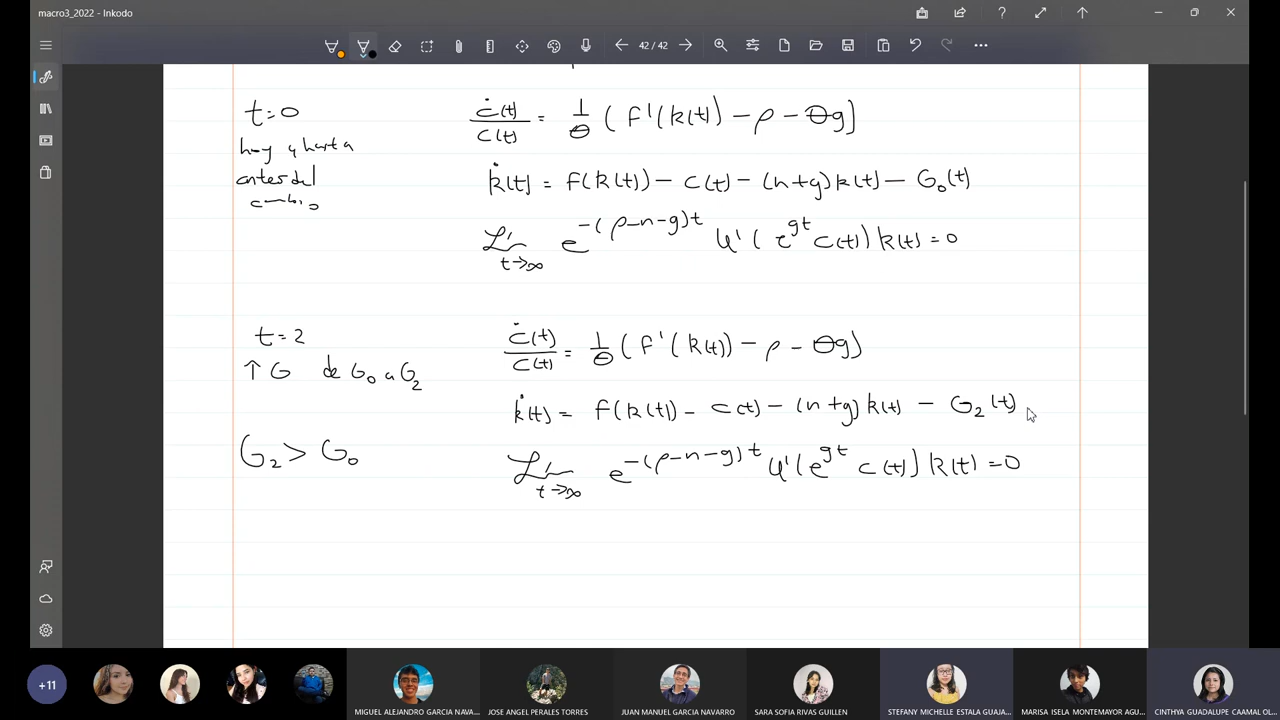 macro3_2022 - Inkodo
42 / 42
t=0
hoy y hasta
antes del
cambio
ċ(t)/c(t) = 1/θ (f'(k(t)) - ρ - θg)
k̇(t) = f(k(t)) - c(t) - (n+g)k(t) - G₀(t)
Lim t→∞ e^-(ρ-n-g)t u'(e^gt c(t)) k(t) = 0
t=2
↑G de G₀ a G₂
G₂ > G₀
ċ(t)/c(t) = 1/θ (f'(k(t)) - ρ - θg)
k̇(t) = f(k(t)) - c(t) - (n+g)k(t) - G₂(t)
Lim t→∞ e^-(ρ-n-g)t u'(e^gt c(t)) k(t) = 0
+11
MIGUEL ALEJANDRO GARCIA NAVA...
JOSE ANGEL PERALES TORRES
JUAN MANUEL GARCIA NAVARRO
SARA SOFIA RIVAS GUILLEN
STEFANY MICHELLE ESTALA GUAJA...
MARISA ISELA MONTEMAYOR AGU...
CINTHYA GUADALUPE CAAMAL OL...